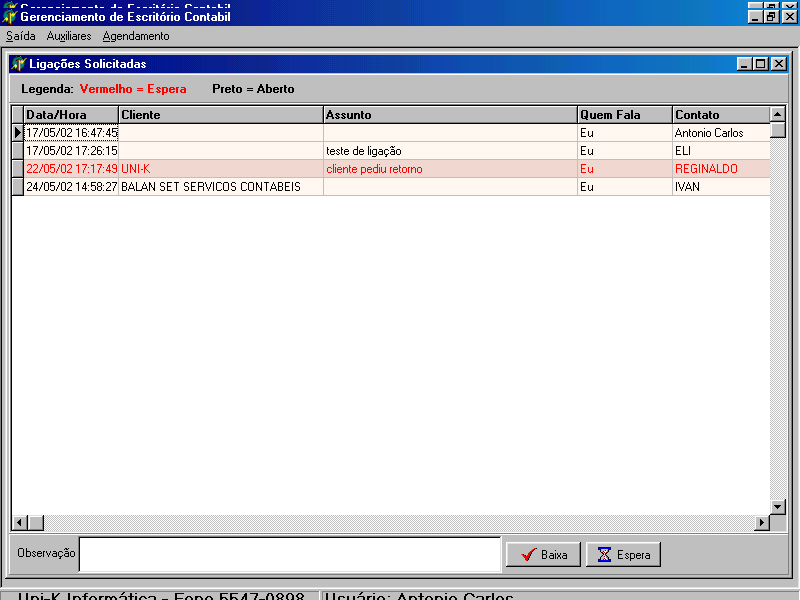 Gerenciamento de Escritório Contabil
Gerenciamento de Escritório Contabil
Saída Auxiliares Agendamento
Ligações Solicitadas
Legenda: Vermelho = Espera Preto = Aberto
Data/Hora Cliente Assunto Quem Fala Contato
17/05/02 16:47:45 Eu Antonio Carlos
17/05/02 17:26:15 teste de ligação Eu ELI
22/05/02 17:17:49 UNI-K cliente pediu retorno Eu REGINALDO
24/05/02 14:58:27 BALAN SET SERVICOS CONTABEIS Eu IVAN
Observação Baixa Espera
Uni-K Informática - Fone 5547-0898 Usuário: Antonio Carlos